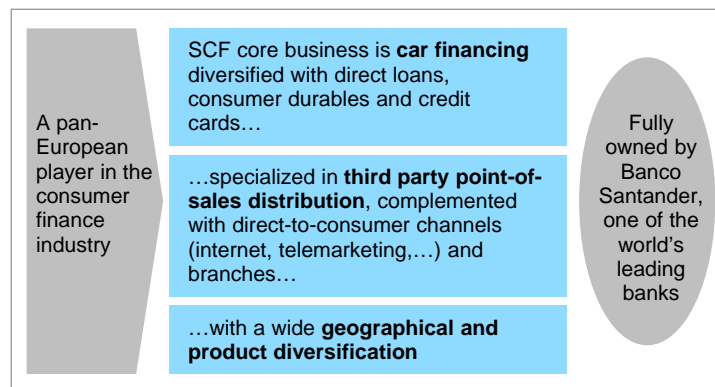 A pan-
European
player in the
consumer
finance
industry
SCF core business is car financing
diversified with direct loans,
consumer durables and credit
cards…
…specialized in third party point-of-
sales distribution, complemented
with direct-to-consumer channels
(internet, telemarketing,…) and
branches…
…with a wide geographical and
product diversification
Fully
owned by
Banco
Santander,
one of the
world’s
leading
banks